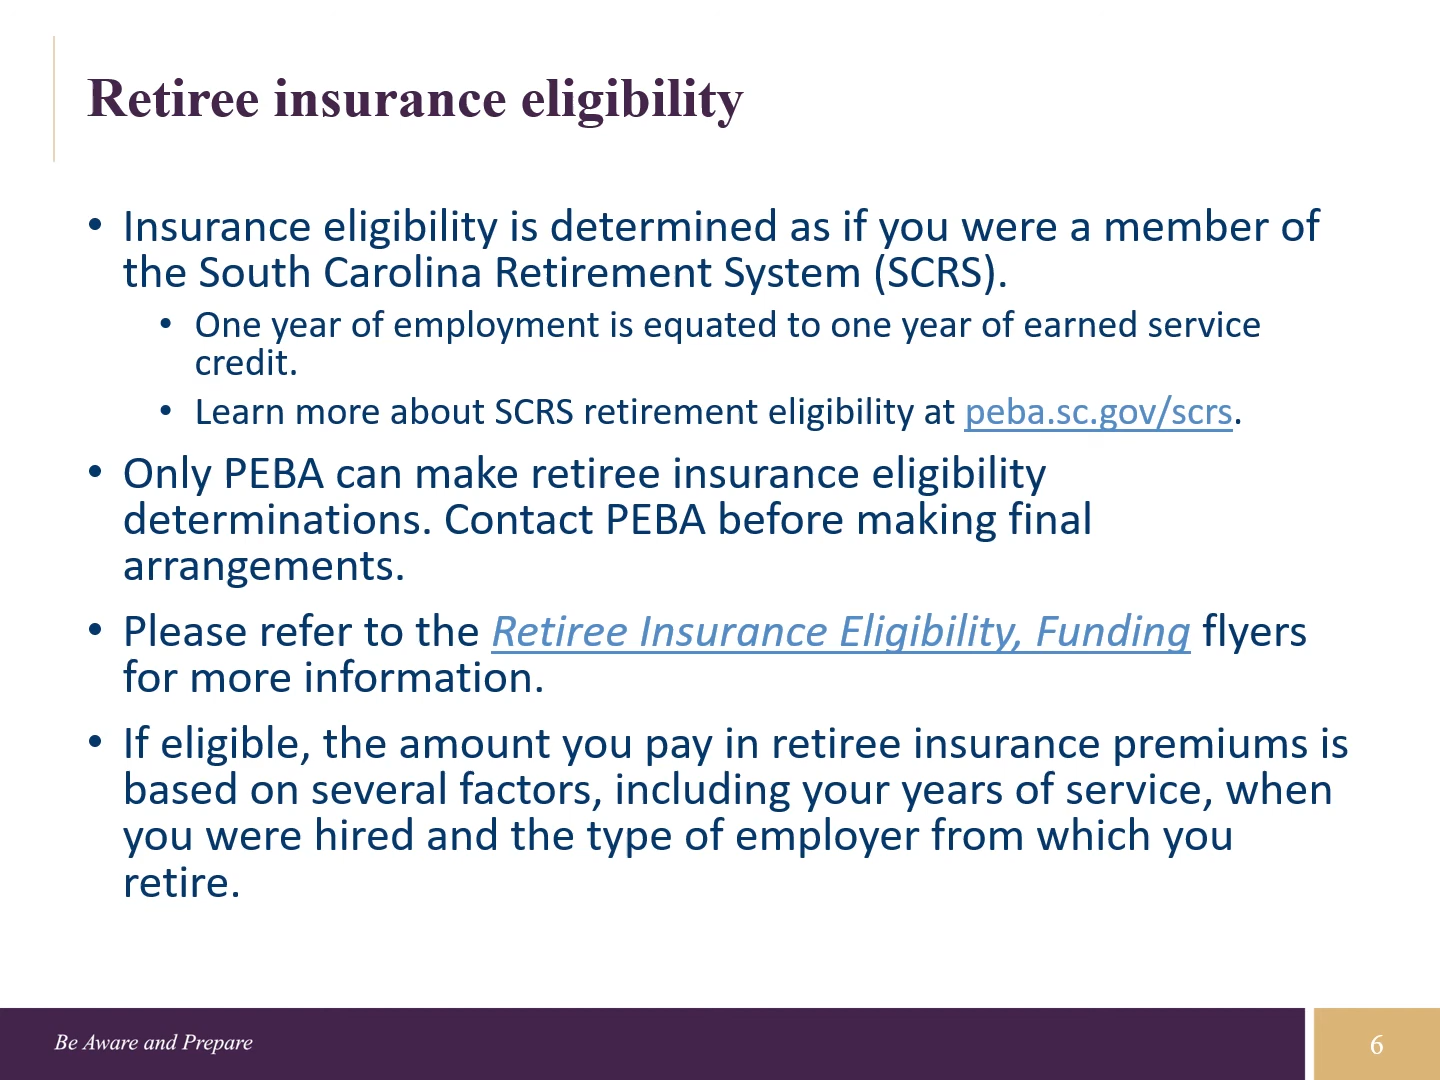 Retiree insurance eligibility
• Insurance eligibility is determined as if you were a member of
the South Carolina Retirement System (SCRS).
• One year of employment is equated to one year of earned service
credit.
• Learn more about SCRS retirement eligibility at peba.sc.gov/scrs.
• Only PEBA can make retiree insurance eligibility
determinations. Contact PEBA before making final
arrangements.
• Please refer to the Retiree Insurance Eligibility, Funding flyers
for more information.
• If eligible, the amount you pay in retiree insurance premiums is
based on several factors, including your years of service, when
you were hired and the type of employer from which you
retire.
Be Aware and Prepare
6